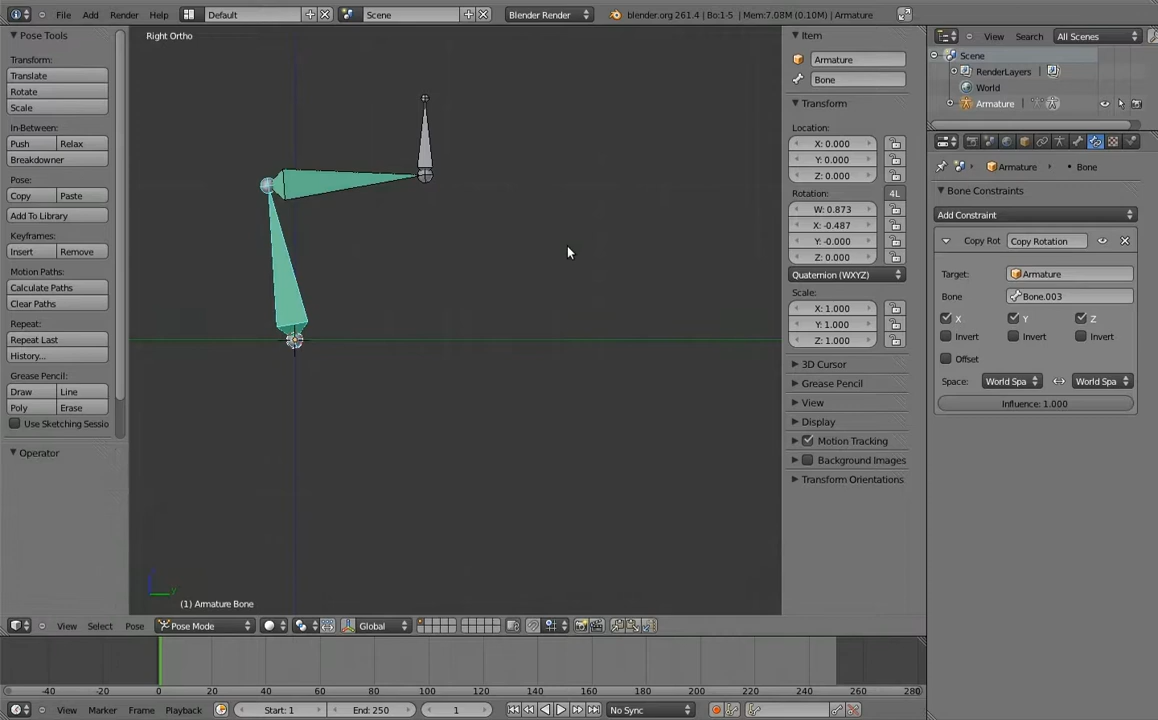 File Add Render Help Default Scene Blender Render blender.org 261.4 | Bo:1-5 | Mem:7.08M (0.10M) | Armature
Pose Tools
Transform:
Translate
Rotate
Scale
In-Between:
Push Relax
Breakdowner
Pose:
Copy Paste
Add To Library
Keyframes:
Insert Remove
Motion Paths:
Calculate Paths
Clear Paths
Repeat:
Repeat Last
History...
Grease Pencil:
Draw Line
Poly Erase
Use Sketching Sessio
Operator
Right Ortho
(1) Armature Bone
Item
Armature
Bone
Transform
Location:
X: 0.000
Y: 0.000
Z: 0.000
Rotation: 4L
W: 0.873
X: -0.487
Y: -0.000
Z: 0.000
Quaternion (WXYZ)
Scale:
X: 1.000
Y: 1.000
Z: 1.000
3D Cursor
Grease Pencil
View
Display
Motion Tracking
Background Images
Transform Orientations
View Search All Scenes
Scene
RenderLayers
World
Armature
Armature Bone
Bone Constraints
Add Constraint
Copy Rot Copy Rotation
Target: Armature
Bone Bone.003
X Y Z
Invert Invert Invert
Offset
Space: World Spa World Spa
Influence: 1.000
View Select Pose Pose Mode Global
-40 -20 0 20 40 60 80 100 120 140 160 180 200 220 240 260 280
View Marker Frame Playback Start: 1 End: 250 1 No Sync